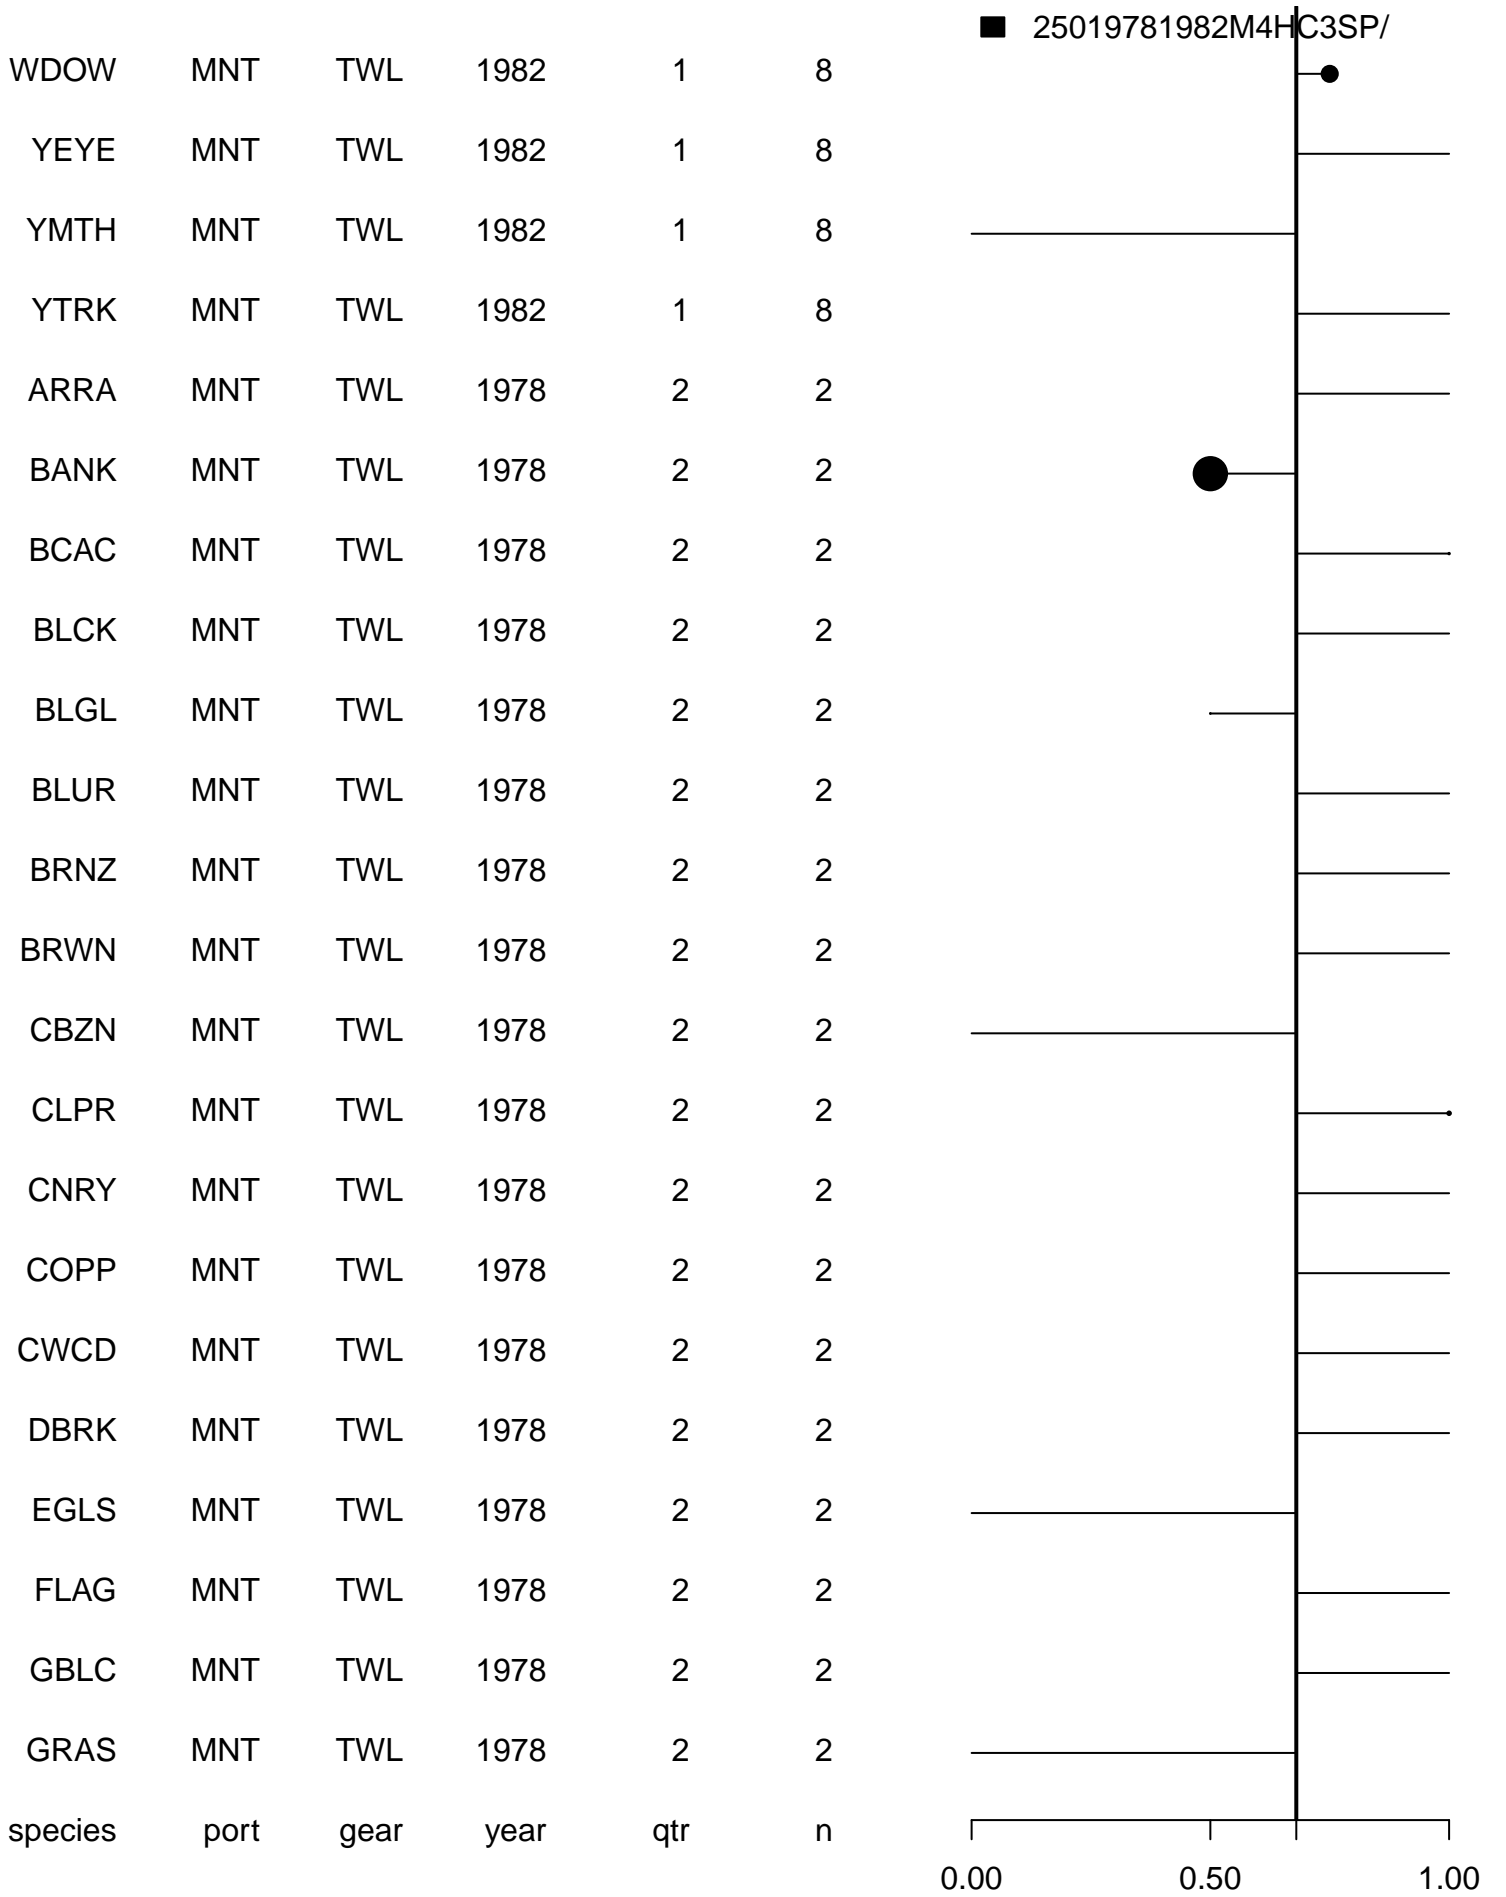 25019781982M4HC3SP/
WDOW MNT TWL 1982 1 8
YEYE MNT TWL 1982 1 8
YMTH MNT TWL 1982 1 8
YTRK MNT TWL 1982 1 8
ARRA MNT TWL 1978 2 2
BANK MNT TWL 1978 2 2
BCAC MNT TWL 1978 2 2
BLCK MNT TWL 1978 2 2
BLGL MNT TWL 1978 2 2
BLUR MNT TWL 1978 2 2
BRNZ MNT TWL 1978 2 2
BRWN MNT TWL 1978 2 2
CBZN MNT TWL 1978 2 2
CLPR MNT TWL 1978 2 2
CNRY MNT TWL 1978 2 2
COPP MNT TWL 1978 2 2
CWCD MNT TWL 1978 2 2
DBRK MNT TWL 1978 2 2
EGLS MNT TWL 1978 2 2
FLAG MNT TWL 1978 2 2
GBLC MNT TWL 1978 2 2
GRAS MNT TWL 1978 2 2
species port gear year qtr n
0.00 0.50 1.00